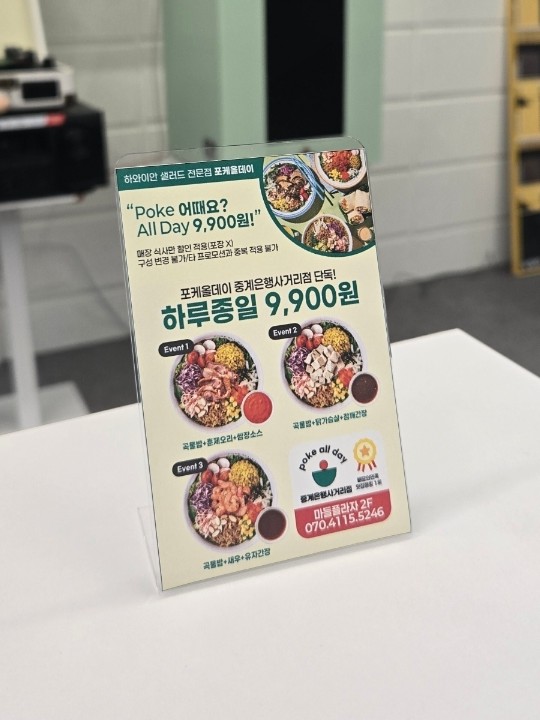 하와이안 샐러드 전문점 포케올데이
“Poke 어때요?
All Day 9,900원!”
매장 식사만 할인 적용(포장 X)
구성 변경 불가/타 프로모션과 중복 적용 불가
포케올데이 중계은행사거리점 단독!
하루종일 9,900원
Event 1
곡물밥+훈제오리+쌈장소스
Event 2
곡물밥+닭가슴살+참깨간장
Event 3
곡물밥+새우+유자간장
poke all day
중계은행사거리점
마들플라자 2F
070.4115.5246